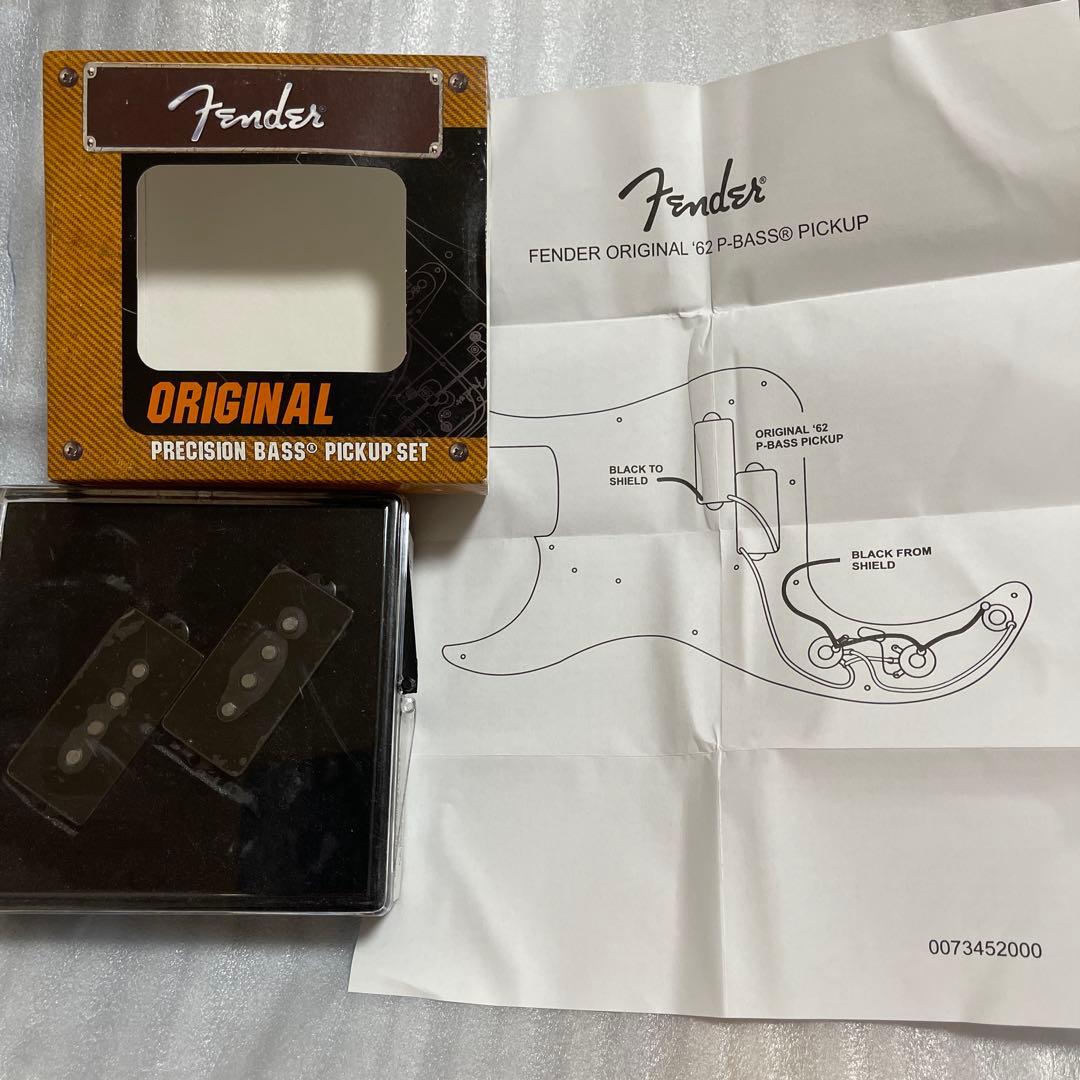 Fender®
ORIGINAL
PRECISION BASS® PICKUP SET
Fender®
FENDER ORIGINAL ‘62 P-BASS® PICKUP
ORIGINAL ‘62
P-BASS PICKUP
BLACK TO
SHIELD
BLACK FROM
SHIELD
0073452000